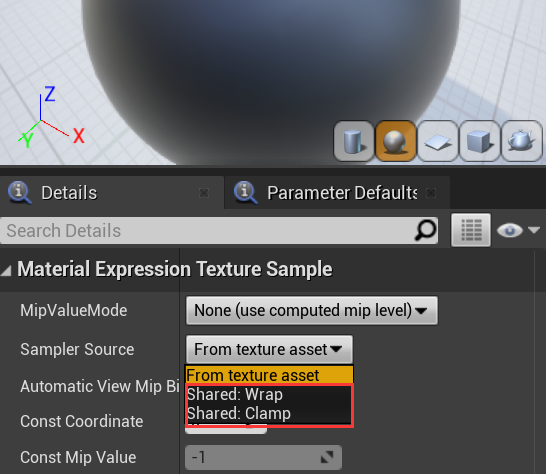 Z
X
Y
Details
Parameter Defaults
Search Details
Material Expression Texture Sample
MipValueMode
None (use computed mip level)
Sampler Source
From texture asset
From texture asset
Automatic View Mip Bi
Shared: Wrap
Shared: Clamp
Const Coordinate
Const Mip Value
-1